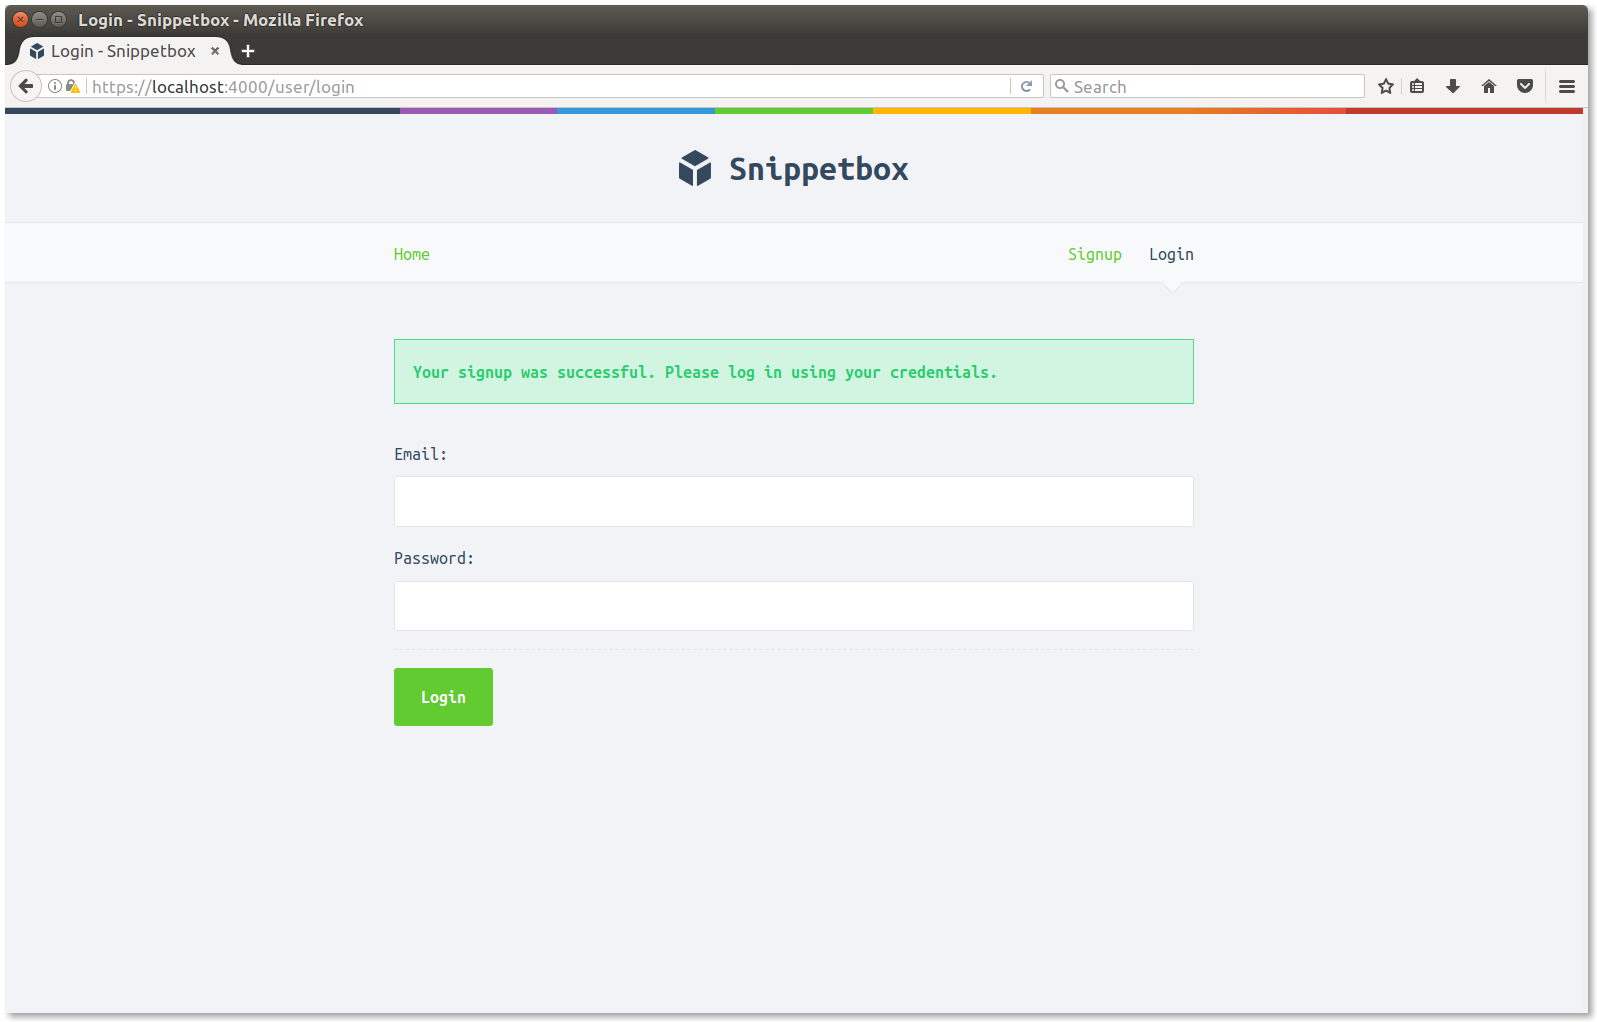 Login - Snippetbox - Mozilla Firefox
Login - Snippetbox
https://localhost:4000/user/login
Search
Snippetbox
Home Signup Login
Your signup was successful. Please log in using your credentials.
Email:
Password:
Login